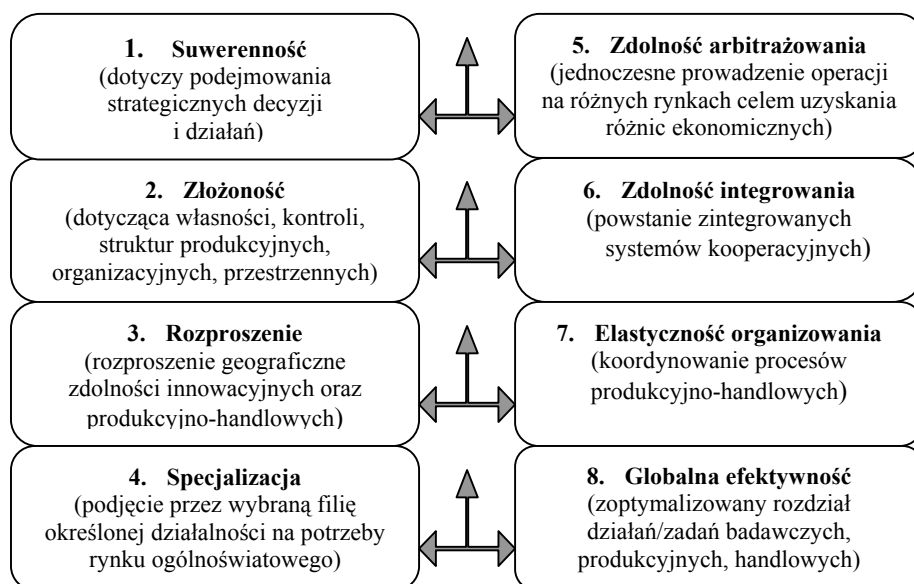 1. Suwerenność
(dotyczy podejmowania
strategicznych decyzji
i działań)
2. Złożoność
(dotycząca własności, kontroli,
struktur produkcyjnych,
organizacyjnych, przestrzennych)
3. Rozproszenie
(rozproszenie geograficzne
zdolności innowacyjnych oraz
produkcyjno-handlowych)
4. Specjalizacja
(podjęcie przez wybraną filię
określonej działalności na potrzeby
rynku ogólnoświatowego)
5. Zdolność arbitrażowania
(jednoczesne prowadzenie operacji
na różnych rynkach celem uzyskania
różnic ekonomicznych)
6. Zdolność integrowania
(powstanie zintegrowanych
systemów kooperacyjnych)
7. Elastyczność organizowania
(koordynowanie procesów
produkcyjno-handlowych)
8. Globalna efektywność
(zoptymalizowany rozdział
działań/zadań badawczych,
produkcyjnych, handlowych)